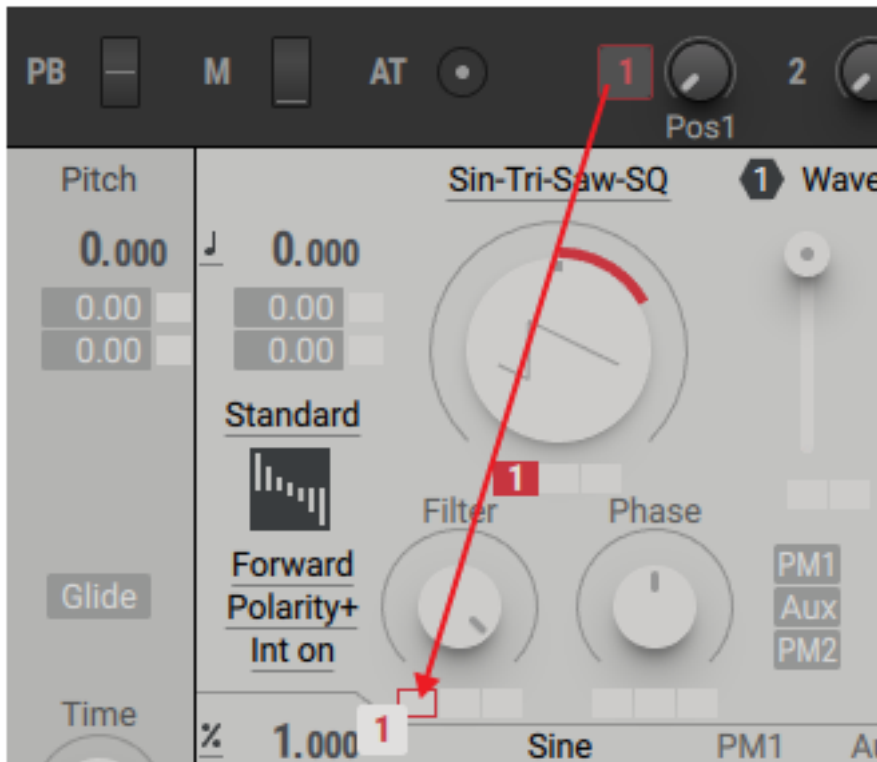 PB M AT 1 2
Pos1
Pitch Sin-Tri-Saw-SQ 1 Wave
0.000 0.000
0.00 0.00
0.00 0.00
Standard
1
Filter Phase
Forward PM1
Glide Polarity+ Aux
Int on PM2
Time
% 1.000 1 Sine PM1